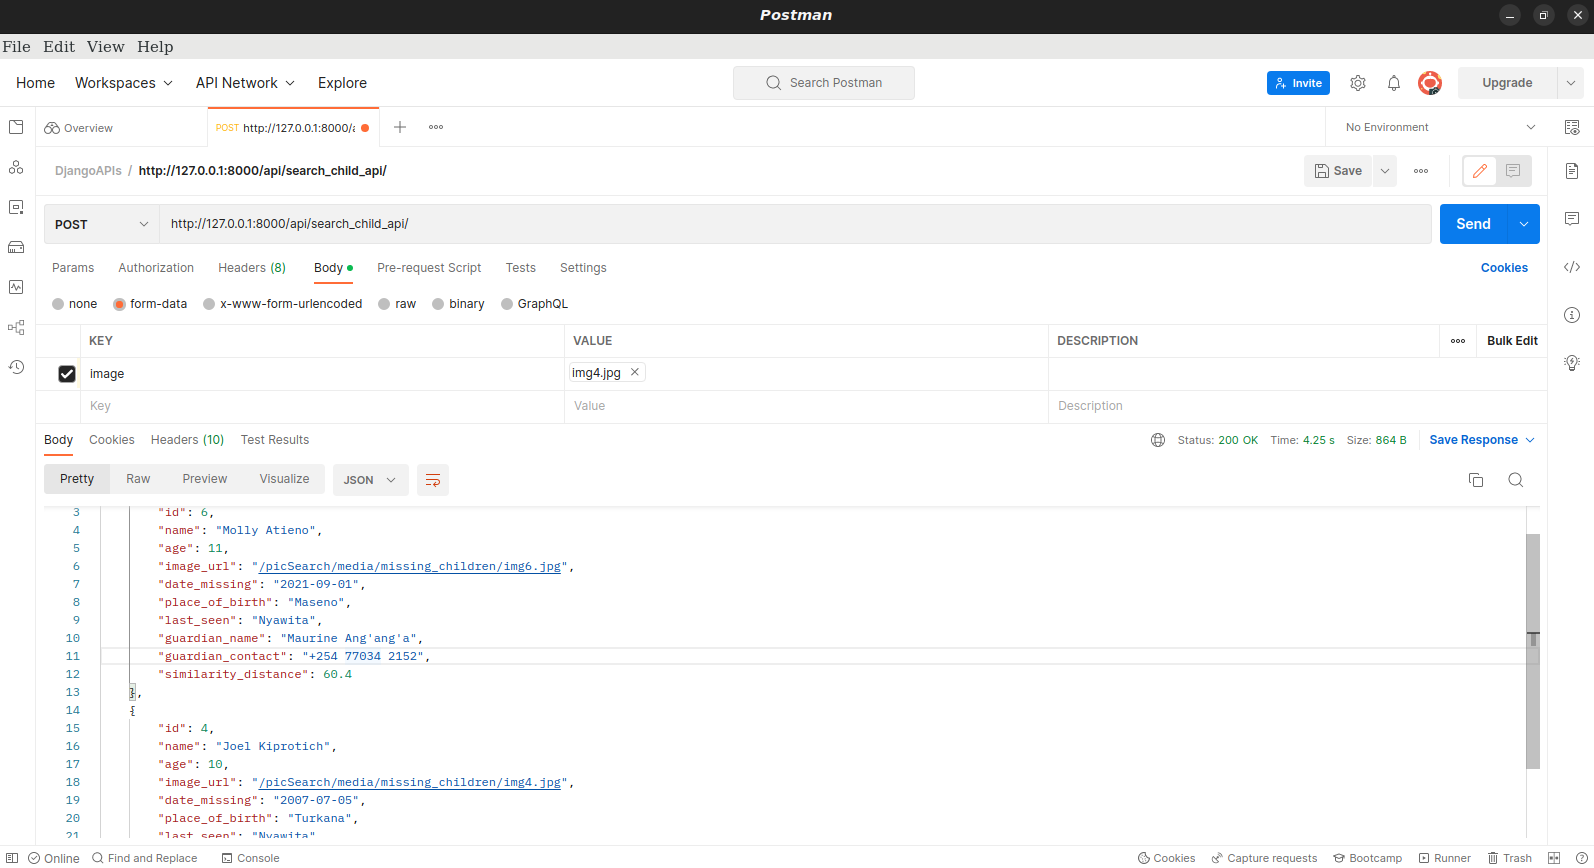 Postman
File Edit View Help
Home Workspaces API Network Explore Search Postman Invite Upgrade
Overview POST http://127.0.0.1:8000/a No Environment
DjangoAPIs / http://127.0.0.1:8000/api/search_child_api/ Save
POST http://127.0.0.1:8000/api/search_child_api/ Send
Params Authorization Headers (8) Body Pre-request Script Tests Settings Cookies
none form-data x-www-form-urlencoded raw binary GraphQL
KEY VALUE DESCRIPTION Bulk Edit
image img4.jpg
Key Value Description
Body Cookies Headers (10) Test Results Status: 200 OK Time: 4.25 s Size: 864 B Save Response
Pretty Raw Preview Visualize JSON
3 "id": 6,
4 "name": "Molly Atieno",
5 "age": 11,
6 "image_url": "/picSearch/media/missing_children/img6.jpg",
7 "date_missing": "2021-09-01",
8 "place_of_birth": "Maseno",
9 "last_seen": "Nyawita",
10 "guardian_name": "Maurine Ang'ang'a",
11 "guardian_contact": "+254 77034 2152",
12 "similarity_distance": 60.4
13 },
14 {
15 "id": 4,
16 "name": "Joel Kiprotich",
17 "age": 10,
18 "image_url": "/picSearch/media/missing_children/img4.jpg",
19 "date_missing": "2007-07-05",
20 "place_of_birth": "Turkana",
21 "last_seen": "Nyawita"
Online Find and Replace Console Cookies Capture requests Bootcamp Runner Trash